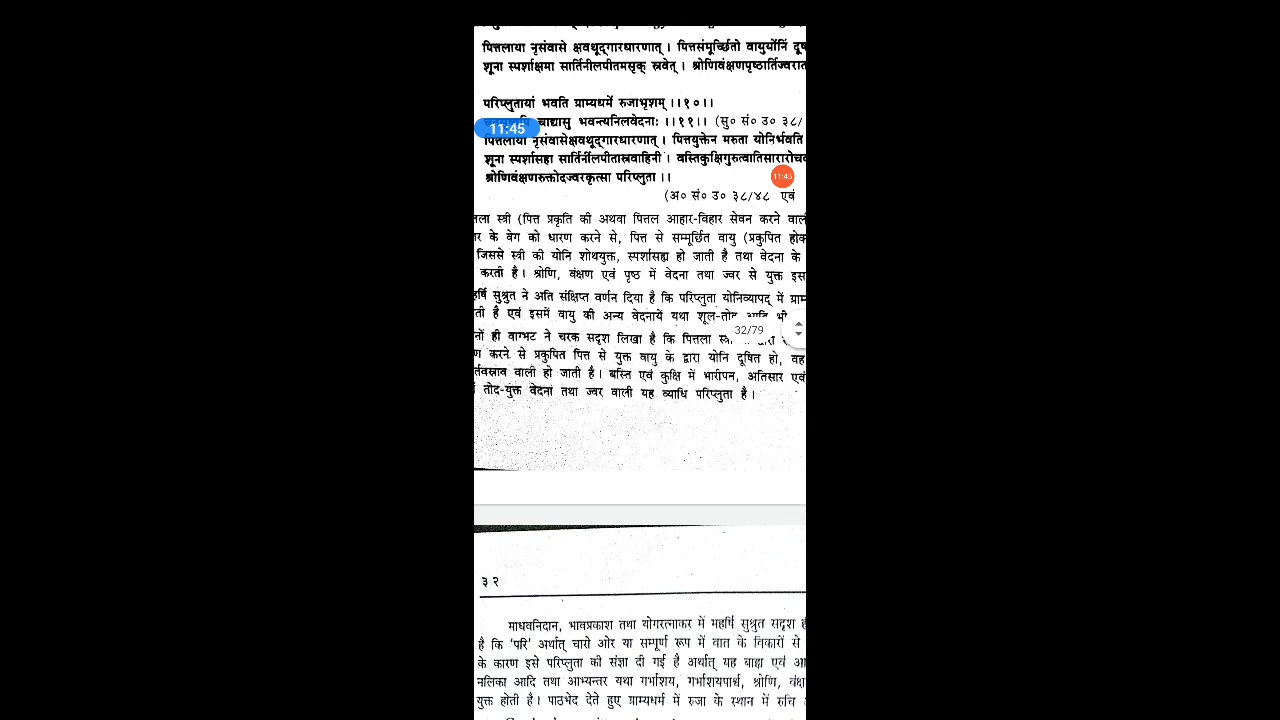 पित्तलाया नृसंवासे क्षवथूद्गारधारणात् । पित्तसंमूर्च्छितो वायुर्योनिं दूष
शूना स्पर्शाक्षमा सार्तिनीलपीतमसृक् स्रवेत् । श्रोणिवंक्षणपृष्ठार्तिज्वरात
परिप्लुतायां भवति ग्राम्यधर्मे रुजाभृशम् ।।१०।।
चाद्यासु भवन्त्यनिलवेदनाः ।।११।। (सु० सं० उ० ३८/
11:45
पित्तलाया नृसंवासेक्षवथूद्गारधारणात् । पित्तयुक्तेन मरुता योनिर्भवति
शूना स्पर्शासहा सार्तिर्नीलपीतास्रवाहिनी । वस्तिकुक्षिगुरुत्वातिसारारोच
श्रोणिवंक्षणरुक्तोदज्वरकृत्सा परिप्लुता ।।
11:45
(अ० सं० उ० ३८/४८ एवं
तला स्त्री (पित्त प्रकृति की अथवा पित्तल आहार-विहार सेवन करने वाल
र के वेग को धारण करने से, पित्त से सम्मूर्छित वायु (प्रकुपित होक
जिससे स्त्री की योनि शोथयुक्त, स्पर्शासह्य हो जाती है तथा वेदना के
करती है। श्रोणि, वंक्षण एवं पृष्ठ में वेदना तथा ज्वर से युक्त इस
हर्षि सुश्रुत ने अति संक्षिप्त वर्णन दिया है कि परिप्लुता योनिव्यापद् में ग्राम
ती है एवं इसमें वायु की अन्य वेदनायें यथा शूल-तोद आदि भी
32/79
नों ही वाग्भट ने चरक सदृश लिखा है कि पित्तला
ण करने से प्रकुपित पित्त से युक्त वायु के द्वारा योनि दूषित हो, वह
र्तवस्राव वाली हो जाती है। बस्ति एवं कुक्षि में भारीपन, अतिसार एवं
तोद-युक्त वेदना तथा ज्वर वाली यह व्याधि परिप्लुता है।
३२
माधवनिदान, भावप्रकाश तथा योगरत्नाकर में महर्षि सुश्रुत सदृश ह
है कि 'परि' अर्थात् चारो ओर या सम्पूर्ण रूप में वात के विकारों से
के कारण इसे परिप्लुता की संज्ञा दी गई है अर्थात् यह बाह्य एवं आ
नलिका आदि तथा आभ्यन्तर यथा गर्भाशय, गर्भाशयपार्श्व, श्रोणि, वंक्ष
युक्त होती है। पाठभेद देते हुए ग्राम्यधर्म में रुजा के स्थान में रुचि